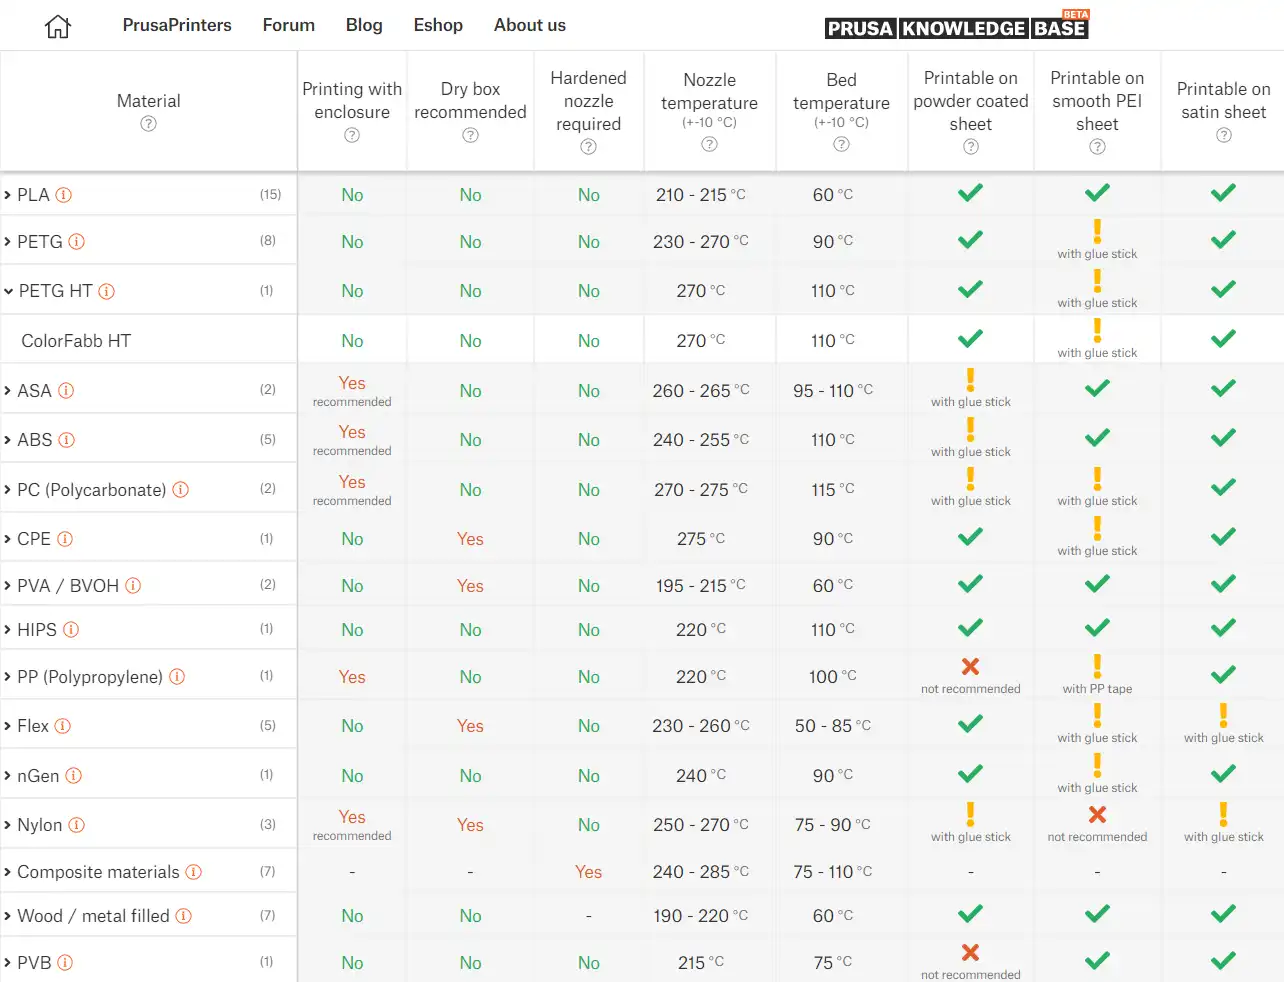 PrusaPrinters Forum Blog Eshop About us PRUSA KNOWLEDGE BASE BETA
Material Printing with enclosure Dry box recommended Hardened nozzle required Nozzle temperature (+-10 °C) Bed temperature (+-10 °C) Printable on powder coated sheet Printable on smooth PEI sheet Printable on satin sheet
PLA (15) No No No 210 - 215 °C 60 °C
PETG (8) No No No 230 - 270 °C 90 °C with glue stick
PETG HT (1) No No No 270 °C 110 °C with glue stick
ColorFabb HT No No No 270 °C 110 °C with glue stick
ASA (2) Yes recommended No No 260 - 265 °C 95 - 110 °C with glue stick
ABS (5) Yes recommended No No 240 - 255 °C 110 °C with glue stick
PC (Polycarbonate) (2) Yes recommended No No 270 - 275 °C 115 °C with glue stick with glue stick
CPE (1) No Yes No 275 °C 90 °C with glue stick
PVA / BVOH (2) No Yes No 195 - 215 °C 60 °C
HIPS (1) No No No 220 °C 110 °C
PP (Polypropylene) (1) Yes No No 220 °C 100 °C not recommended with PP tape
Flex (5) No Yes No 230 - 260 °C 50 - 85 °C with glue stick with glue stick
nGen (1) No No No 240 °C 90 °C with glue stick
Nylon (3) Yes recommended Yes No 250 - 270 °C 75 - 90 °C with glue stick not recommended with glue stick
Composite materials (7) - - Yes 240 - 285 °C 75 - 110 °C - - -
Wood / metal filled (7) No No - 190 - 220 °C 60 °C
PVB (1) No No No 215 °C 75 °C not recommended